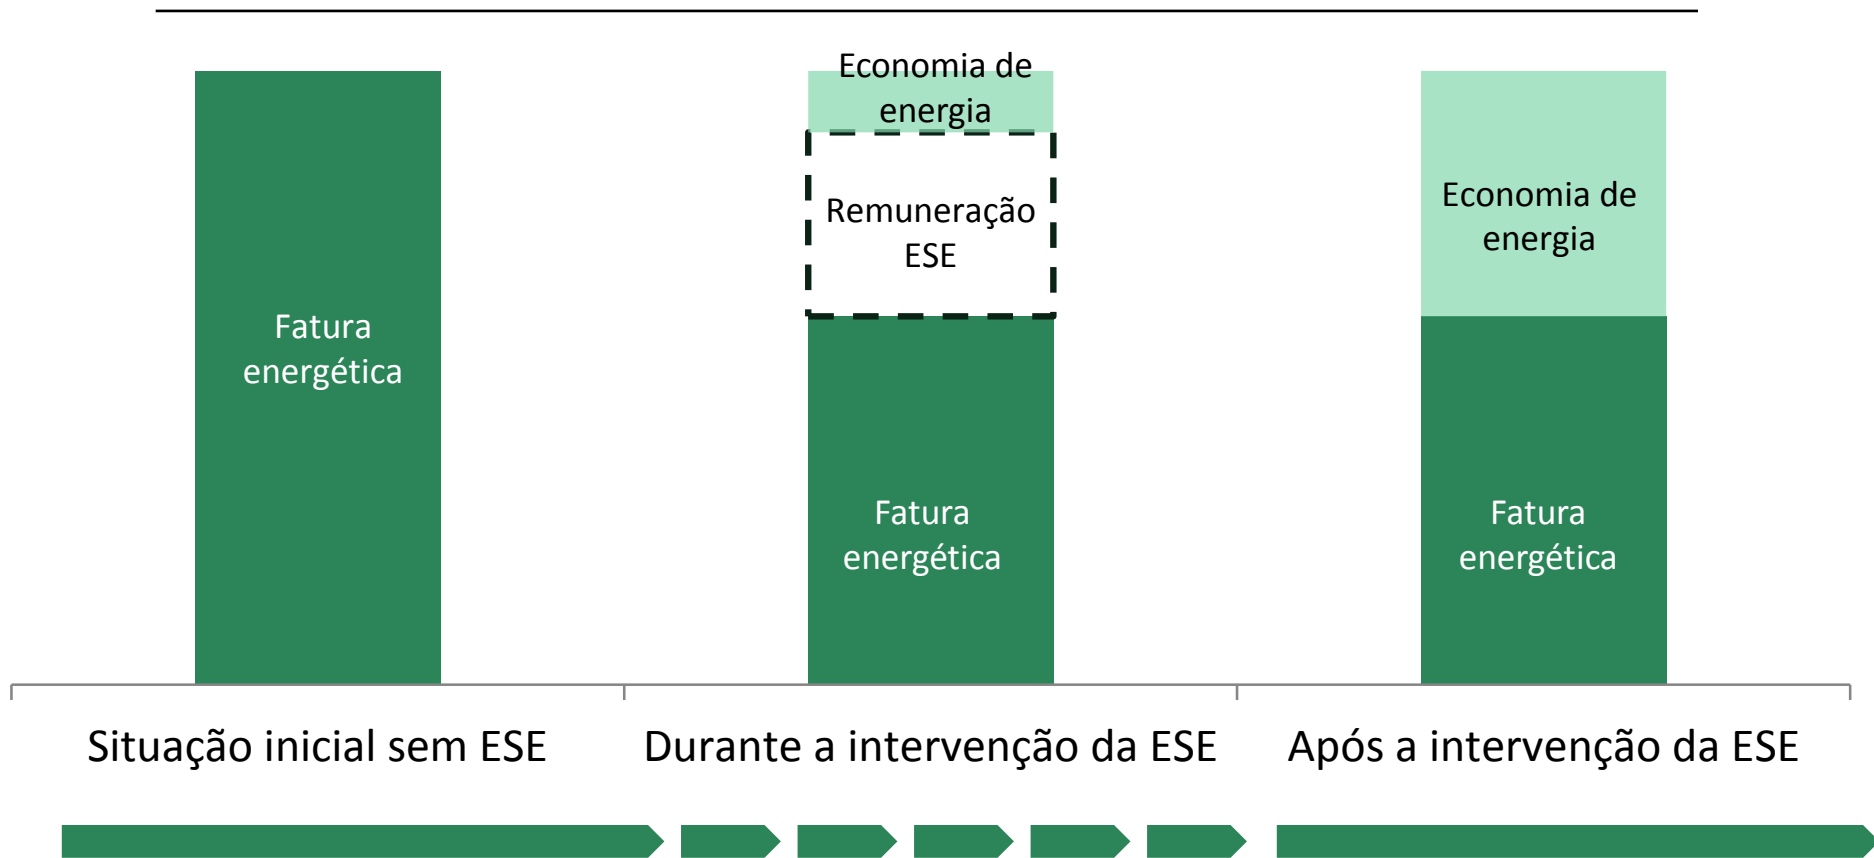 Fatura
energética
Economia de
energia
Remuneração
ESE
Fatura
energética
Economia de
energia
Fatura
energética
Situação inicial sem ESE
Durante a intervenção da ESE
Após a intervenção da ESE